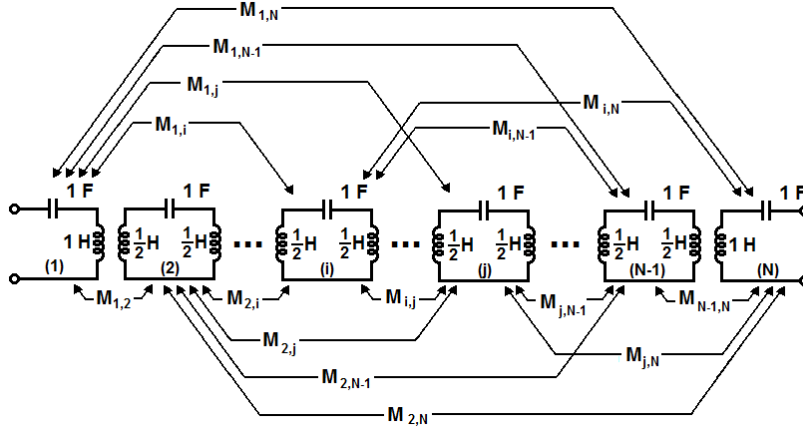 M1,N
M1,N-1
M1,j
Mi,N
M1,i
Mi,N-1
1 F 1 F 1 F 1 F 1 F 1 F
1 H ½H ½H ½H ½H ½H ½H ½H ½H 1 H
... ... ...
(1) (2) (i) (j) (N-1) (N)
M1,2 M2,i Mi,j Mj,N-1 MN-1,N
M2,j
Mj,N
M2,N-1
M2,N